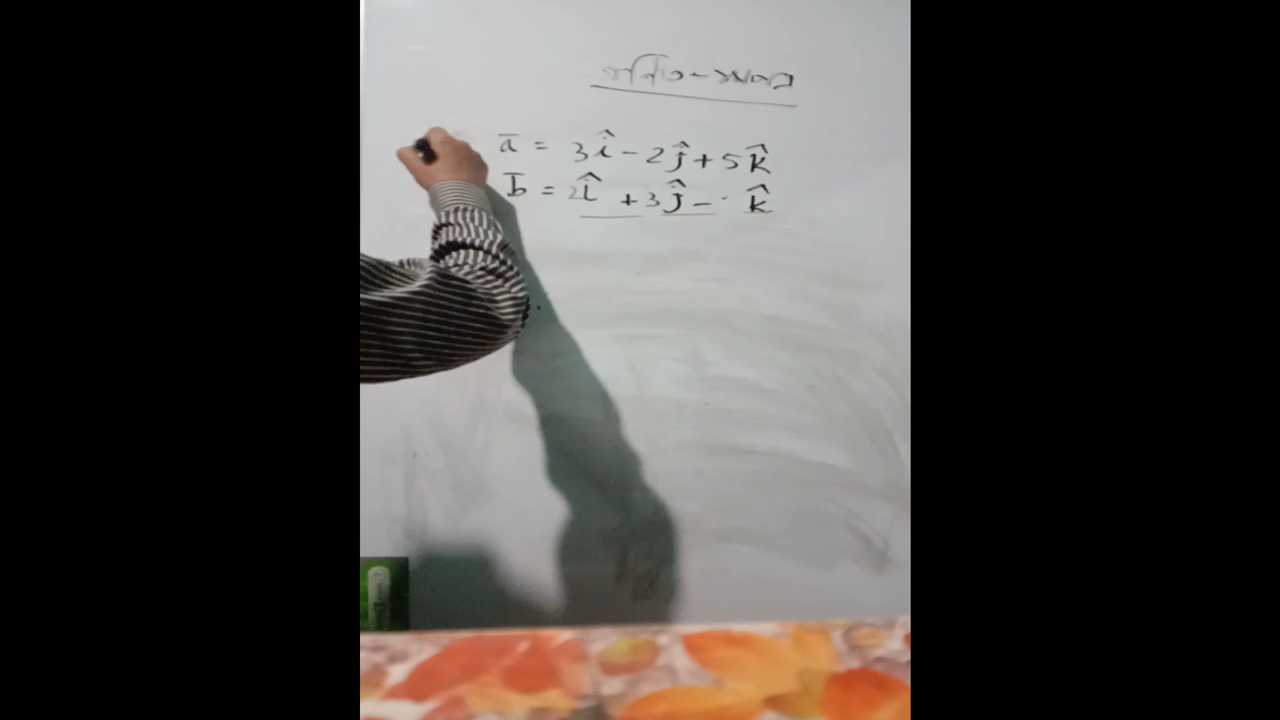 a̅ = 3î - 2ĵ + 5k̂
b̅ = 2î + 3ĵ - k̂